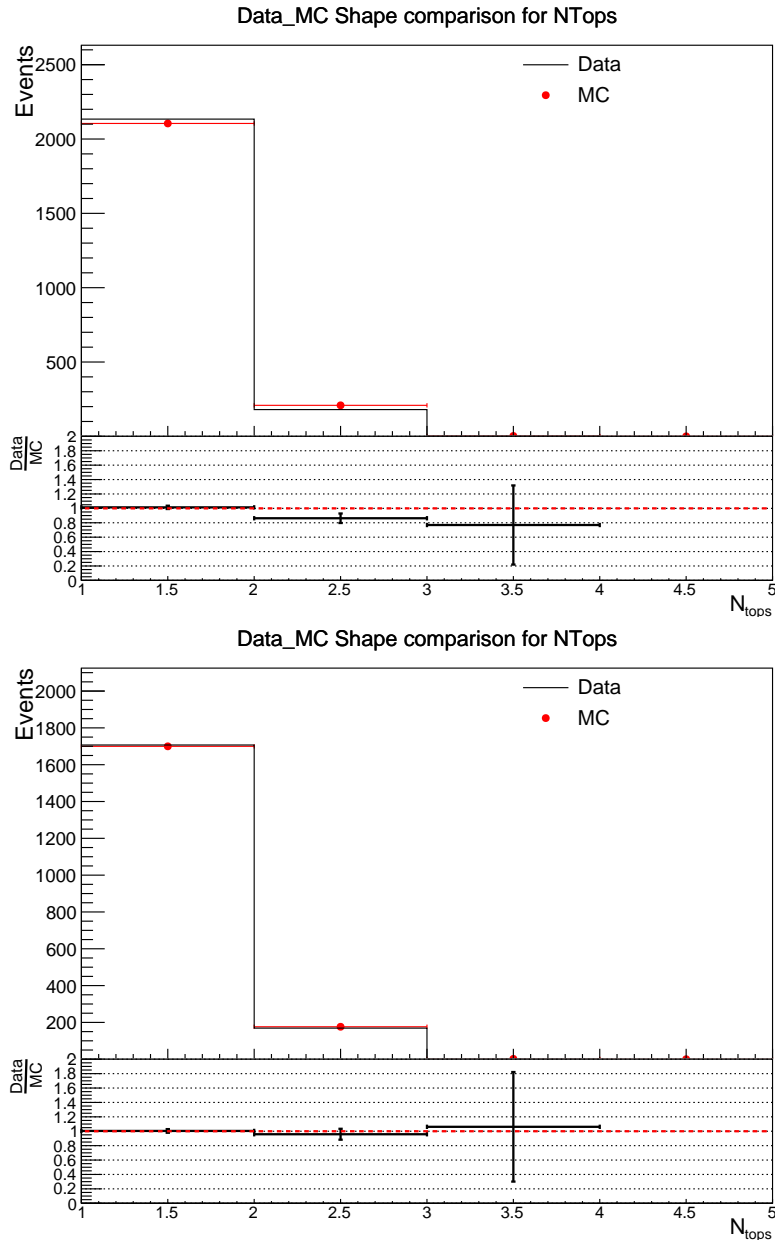 Data_MC Shape comparison for NTops
Events
2500
2000
1500
1000
500
Data
MC
Data
MC
2
1.8
1.6
1.4
1.2
1
0.8
0.6
0.4
0.2
0
1 1.5 2 2.5 3 3.5 4 4.5 5
N_tops
Data_MC Shape comparison for NTops
Events
2000
1800
1600
1400
1200
1000
800
600
400
200
Data
MC
Data
MC
2
1.8
1.6
1.4
1.2
1
0.8
0.6
0.4
0.2
0
1 1.5 2 2.5 3 3.5 4 4.5 5
N_tops